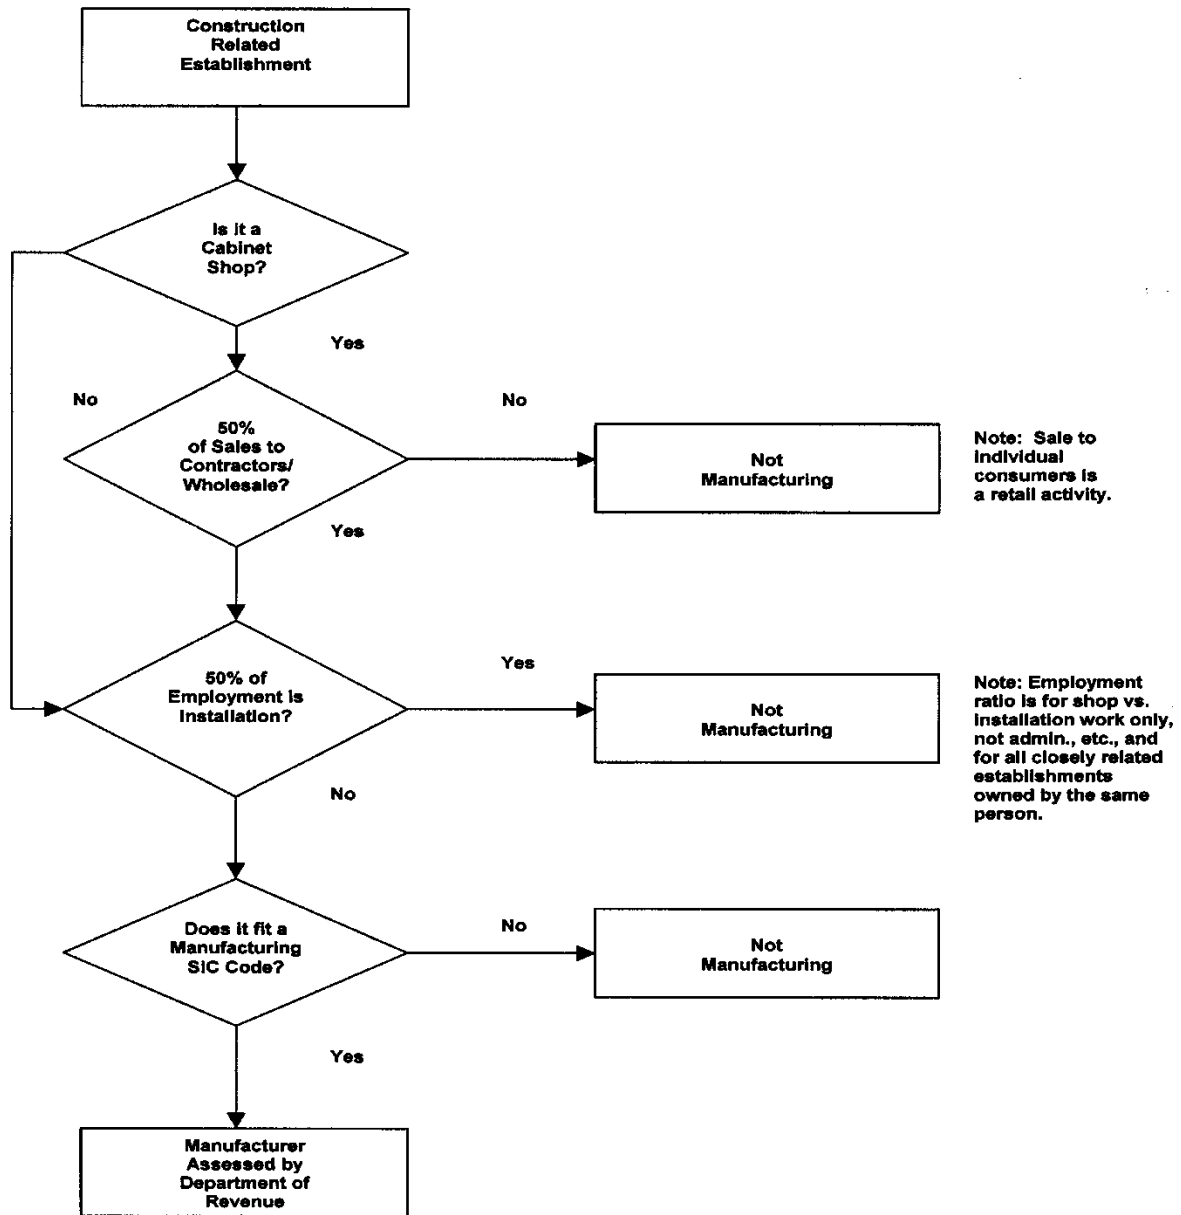 Construction
Related
Establishment
Is it a
Cabinet
Shop?
Yes
No
50%
of Sales to
Contractors/
Wholesale?
No
Not
Manufacturing
Note: Sale to
individual
consumers is
a retail activity.
Yes
50% of
Employment is
Installation?
Yes
Not
Manufacturing
Note: Employment
ratio is for shop vs.
installation work only,
not admin., etc., and
for all closely related
establishments
owned by the same
person.
No
Does it fit a
Manufacturing
SIC Code?
No
Not
Manufacturing
Yes
Manufacturer
Assessed by
Department of
Revenue